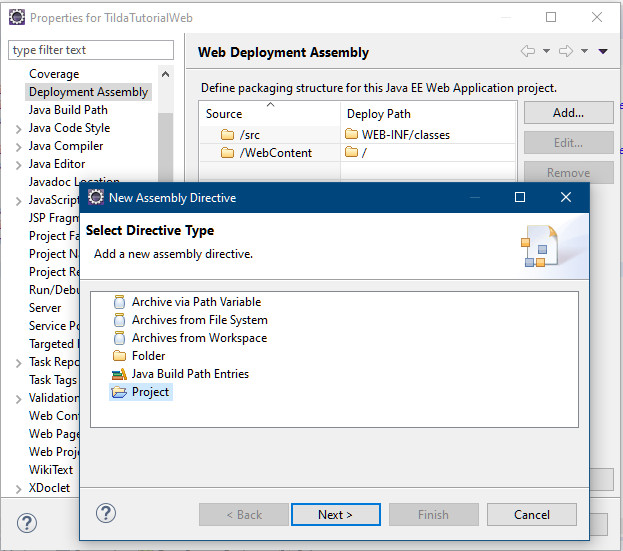 Properties for TildaTutorialWeb
type filter text
Web Deployment Assembly
Coverage
Deployment Assembly
Java Build Path
Java Code Style
Java Compiler
Java Editor
Javadoc Location
JavaScript
JSP Fragm
Project Fa
Project Na
Project Re
Run/Debu
Server
Service Po
Targeted
Task Repo
Task Tags
Validation
Web Cont
Web Page
Web Proje
WikiText
XDoclet
Define packaging structure for this Java EE Web Application project.
Source Deploy Path
/src WEB-INF/classes
/WebContent /
Add...
Edit...
Remove
New Assembly Directive
Select Directive Type
Add a new assembly directive.
Archive via Path Variable
Archives from File System
Archives from Workspace
Folder
Java Build Path Entries
Project
< Back Next > Finish Cancel